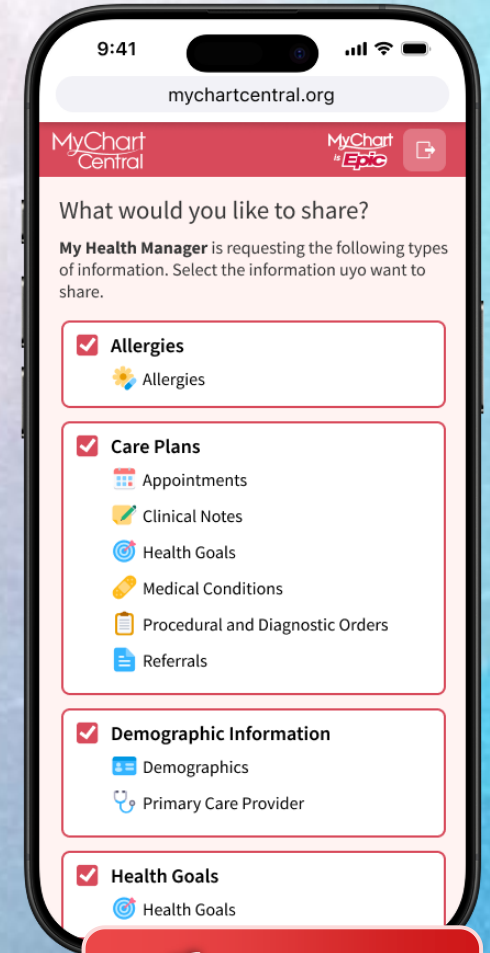 9:41
mychartcentral.org
MyChart
Central
MyChart
is Epic
What would you like to share?
My Health Manager is requesting the following types
of information. Select the information uyo want to
share.
Allergies
Allergies
Care Plans
Appointments
Clinical Notes
Health Goals
Medical Conditions
Procedural and Diagnostic Orders
Referrals
Demographic Information
Demographics
Primary Care Provider
Health Goals
Health Goals